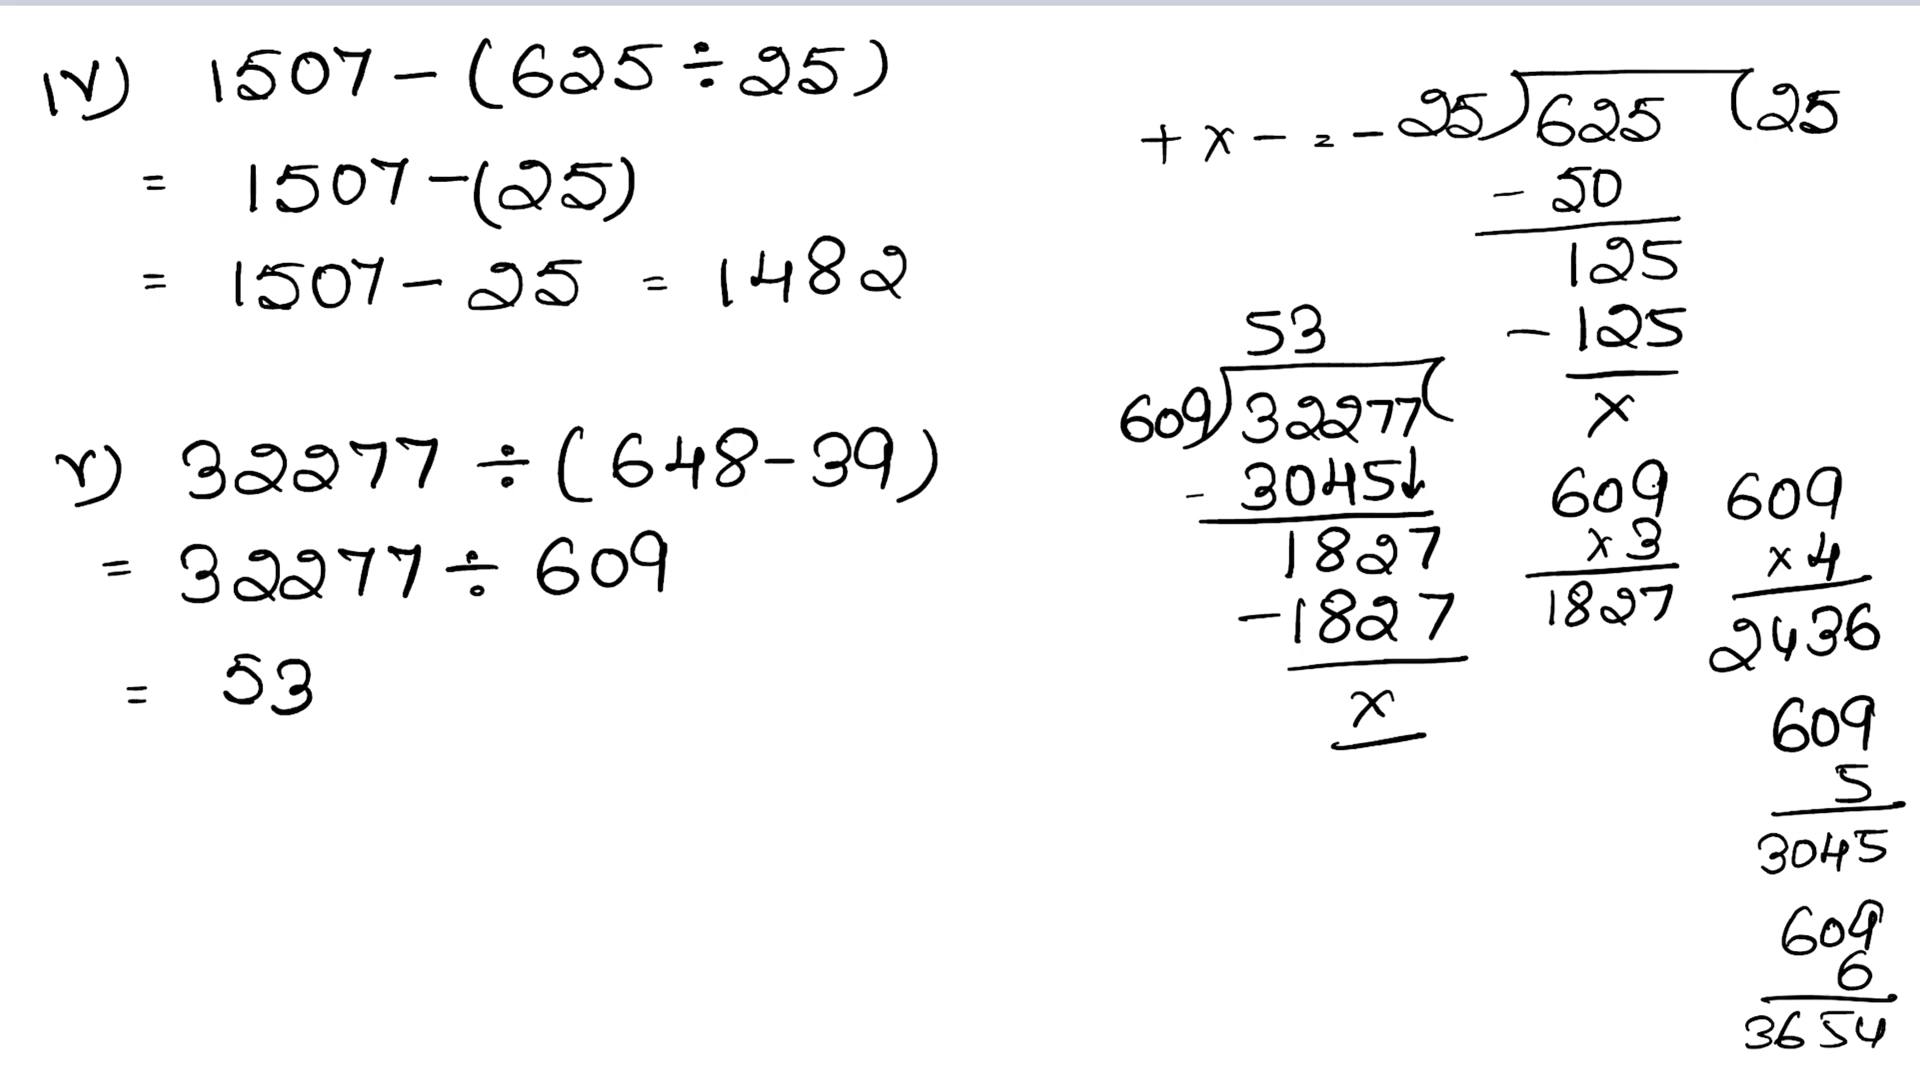 iv) 1507 - (625 ÷ 25)
= 1507 - (25)
= 1507 - 25 = 1482
v) 32277 ÷ (648 - 39)
= 32277 ÷ 609
= 53
+ x - = -
25)625(25
- 50
125
- 125
x
53
609)32277(
- 3045↓
1827
- 1827
x
609
x 3
1827
609
x 4
2436
609
5
3045
609
6
3654